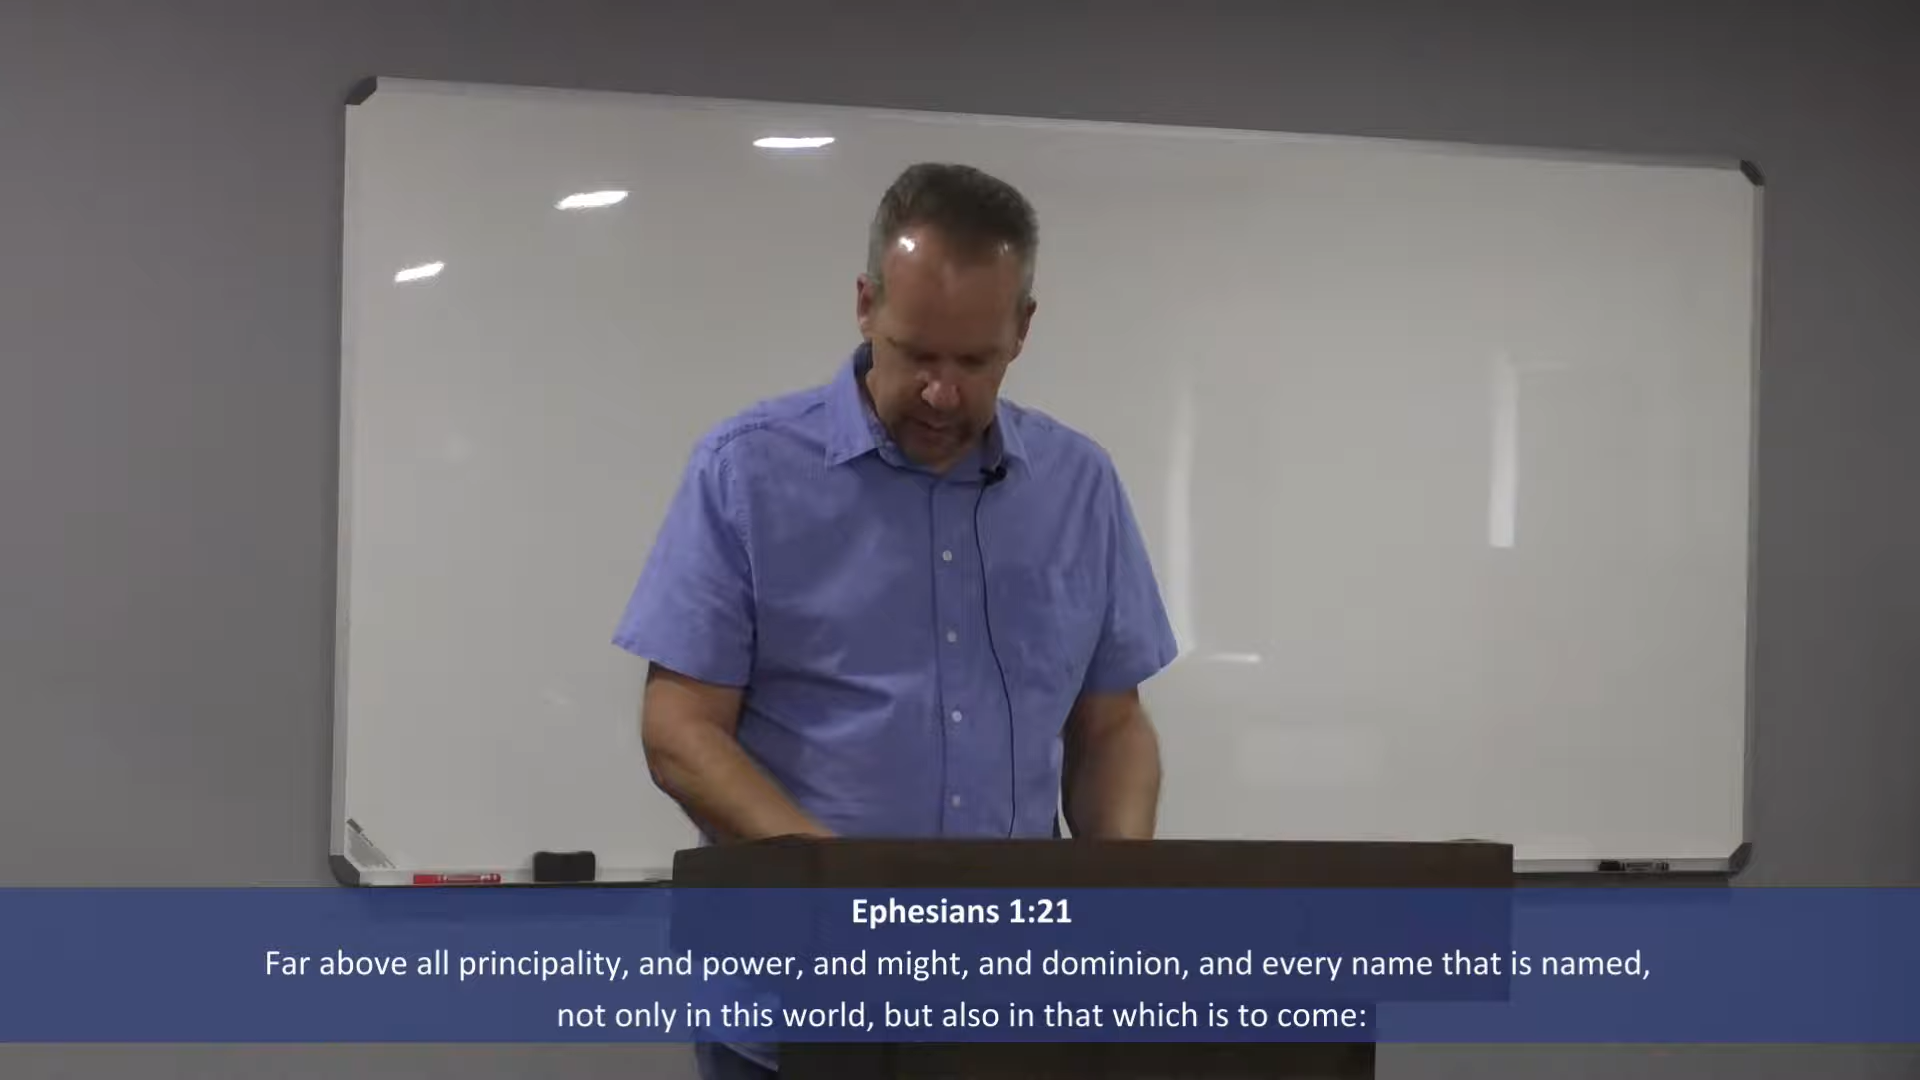 Ephesians 1:21
Far above all principality, and power, and might, and dominion, and every name that is named,
not only in this world, but also in that which is to come: